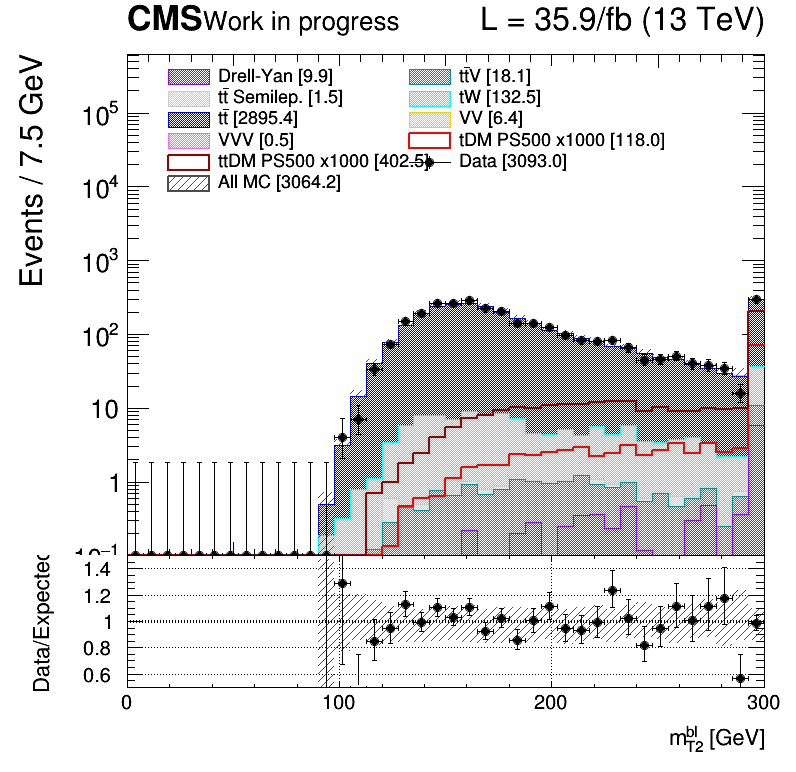 CMS Work in progress L = 35.9/fb (13 TeV)
Events / 7.5 GeV
Drell-Yan [9.9] tt̄V [18.1]
tt̄ Semilep. [1.5] tW [132.5]
tt̄ [2895.4] VV [6.4]
VVV [0.5] tDM PS500 x1000 [118.0]
ttDM PS500 x1000 [402.5] Data [3093.0]
All MC [3064.2]
10⁵
10⁴
10³
10²
10
1
10⁻¹
Data/Expected
1.4
1.2
1
0.8
0.6
0 100 200 300
m_{T2}^{bl} [GeV]